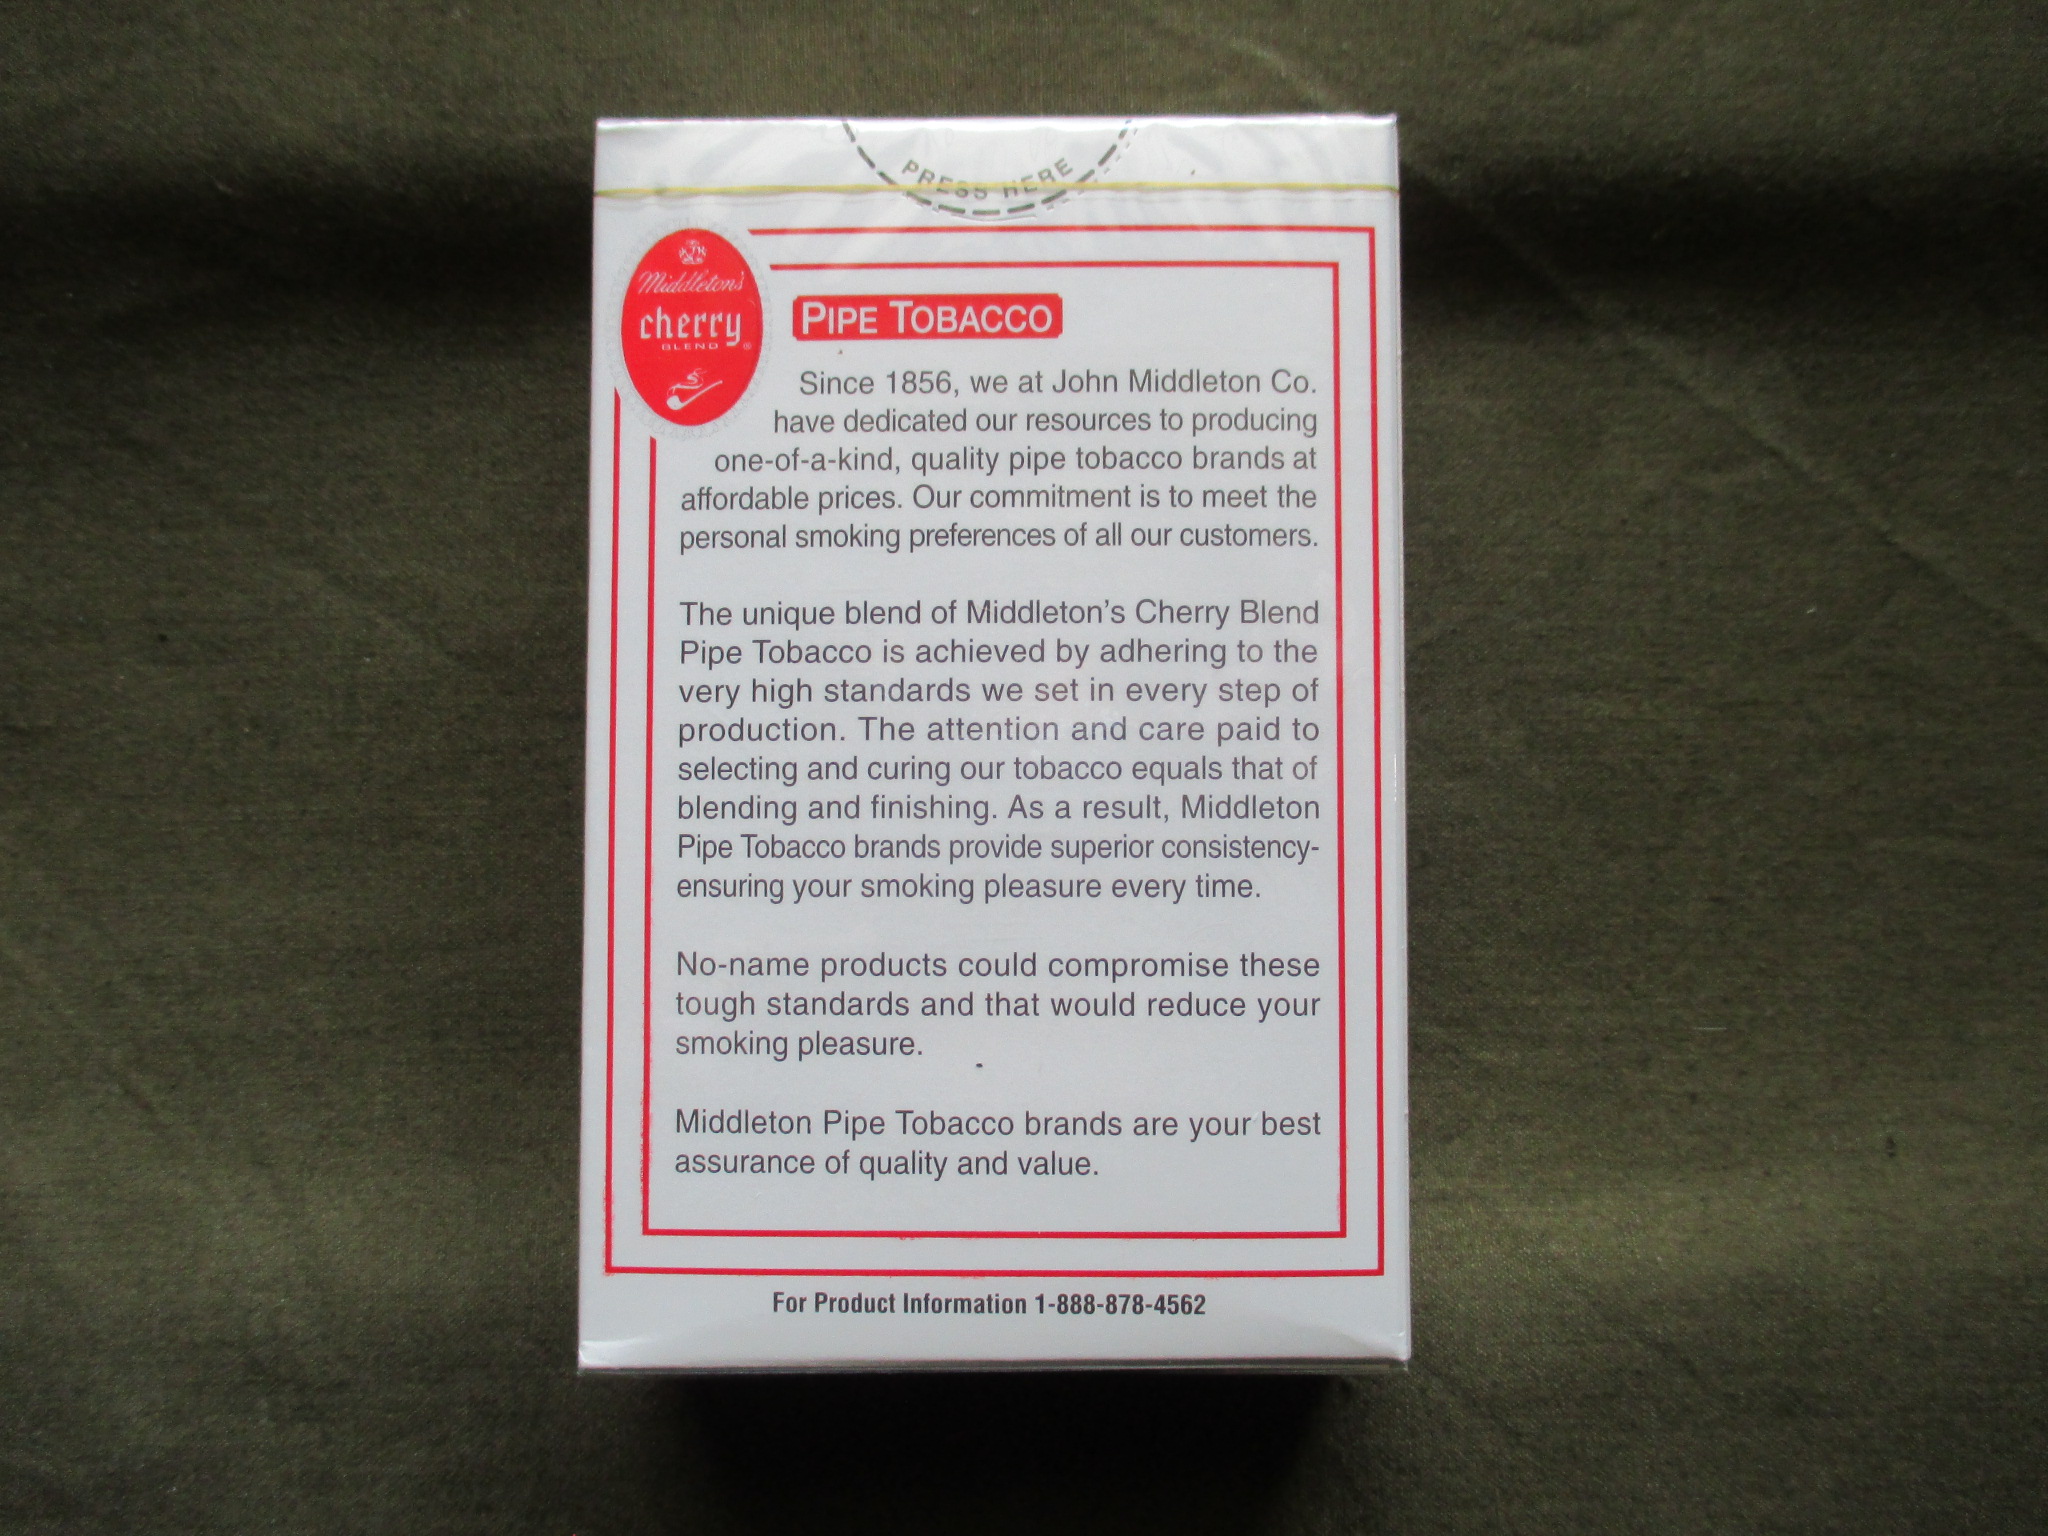 PRESS HERE
Middleton's
cherry
BLEND ®
PIPE TOBACCO
Since 1856, we at John Middleton Co.
have dedicated our resources to producing
one-of-a-kind, quality pipe tobacco brands at
affordable prices. Our commitment is to meet the
personal smoking preferences of all our customers.
The unique blend of Middleton's Cherry Blend
Pipe Tobacco is achieved by adhering to the
very high standards we set in every step of
production. The attention and care paid to
selecting and curing our tobacco equals that of
blending and finishing. As a result, Middleton
Pipe Tobacco brands provide superior consistency-
ensuring your smoking pleasure every time.
No-name products could compromise these
tough standards and that would reduce your
smoking pleasure.
Middleton Pipe Tobacco brands are your best
assurance of quality and value.
For Product Information 1-888-878-4562